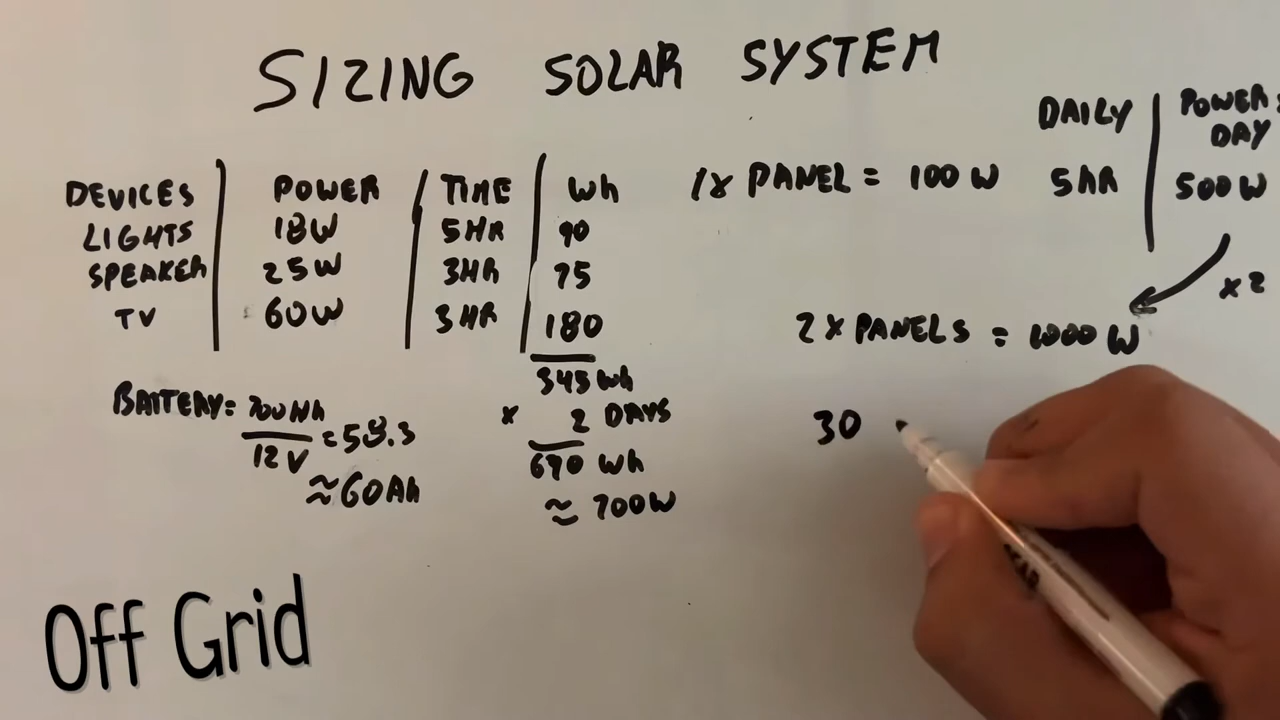 SIZING SOLAR SYSTEM
DEVICES POWER TIME Wh
LIGHTS 18W 5HR 90
SPEAKER 25W 3HR 75
TV 60W 3HR 180
345 Wh
x 2 DAYS
690 Wh
≈ 700W
BATTERY = 700Wh
12V
= 58.3
≈ 60Ah
DAILY POWER
DAY
1x PANEL = 100W 5HR 500W
x2
2x PANELS = 1000W
30
Off Grid